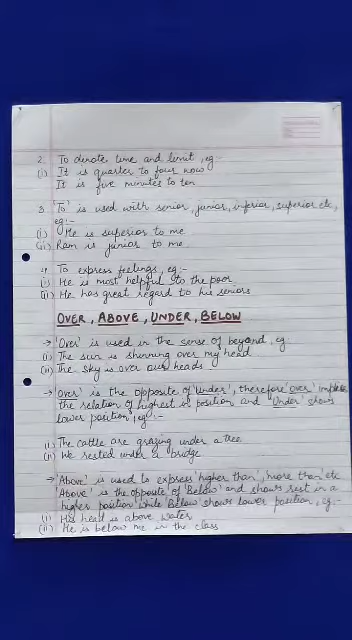 2. To denote time and limit, eg:-
(i) It is quarter to four now
It is five minutes to ten
3. 'To' is used with senior, junior, inferior, superior etc,
eg:-
(i) He is superior to me
(ii) Ram is junior to me
4. To express feelings, eg:-
(i) He is most helpful to the poor
(ii) He has great regard to his seniors
OVER, ABOVE, UNDER, BELOW
→ 'Over' is used in the sense of beyond, eg
(i) The sun is shinning over my head
(ii) The sky is over our heads
→ 'Over' is the opposite of 'Under', therefore 'over' implies
the relation of highest in position and 'Under' shows
lower position, eg:-
(i) The cattle are grazing under a tree
(ii) We rested under a bridge
→ 'Above' is used to express 'higher than', 'more than' etc
'Above' is the opposite of 'Below' and shows rest in a
higher position while Below shows lower position, eg:-
(i) His head is above water
(ii) He is below me in the class